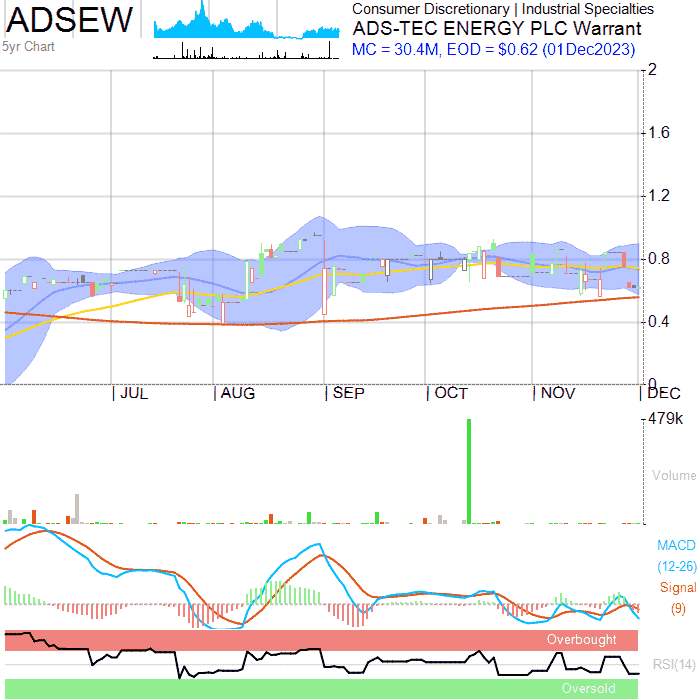 ADSEW
5yr Chart
Consumer Discretionary | Industrial Specialties
ADS-TEC ENERGY PLC Warrant
MC = 30.4M, EOD = $0.62 (01Dec2023)
2
1.6
1.2
0.8
0.4
0
JUL
AUG
SEP
OCT
NOV
DEC
479k
Volume
MACD
(12-26)
Signal
(9)
Overbought
RSI(14)
Oversold